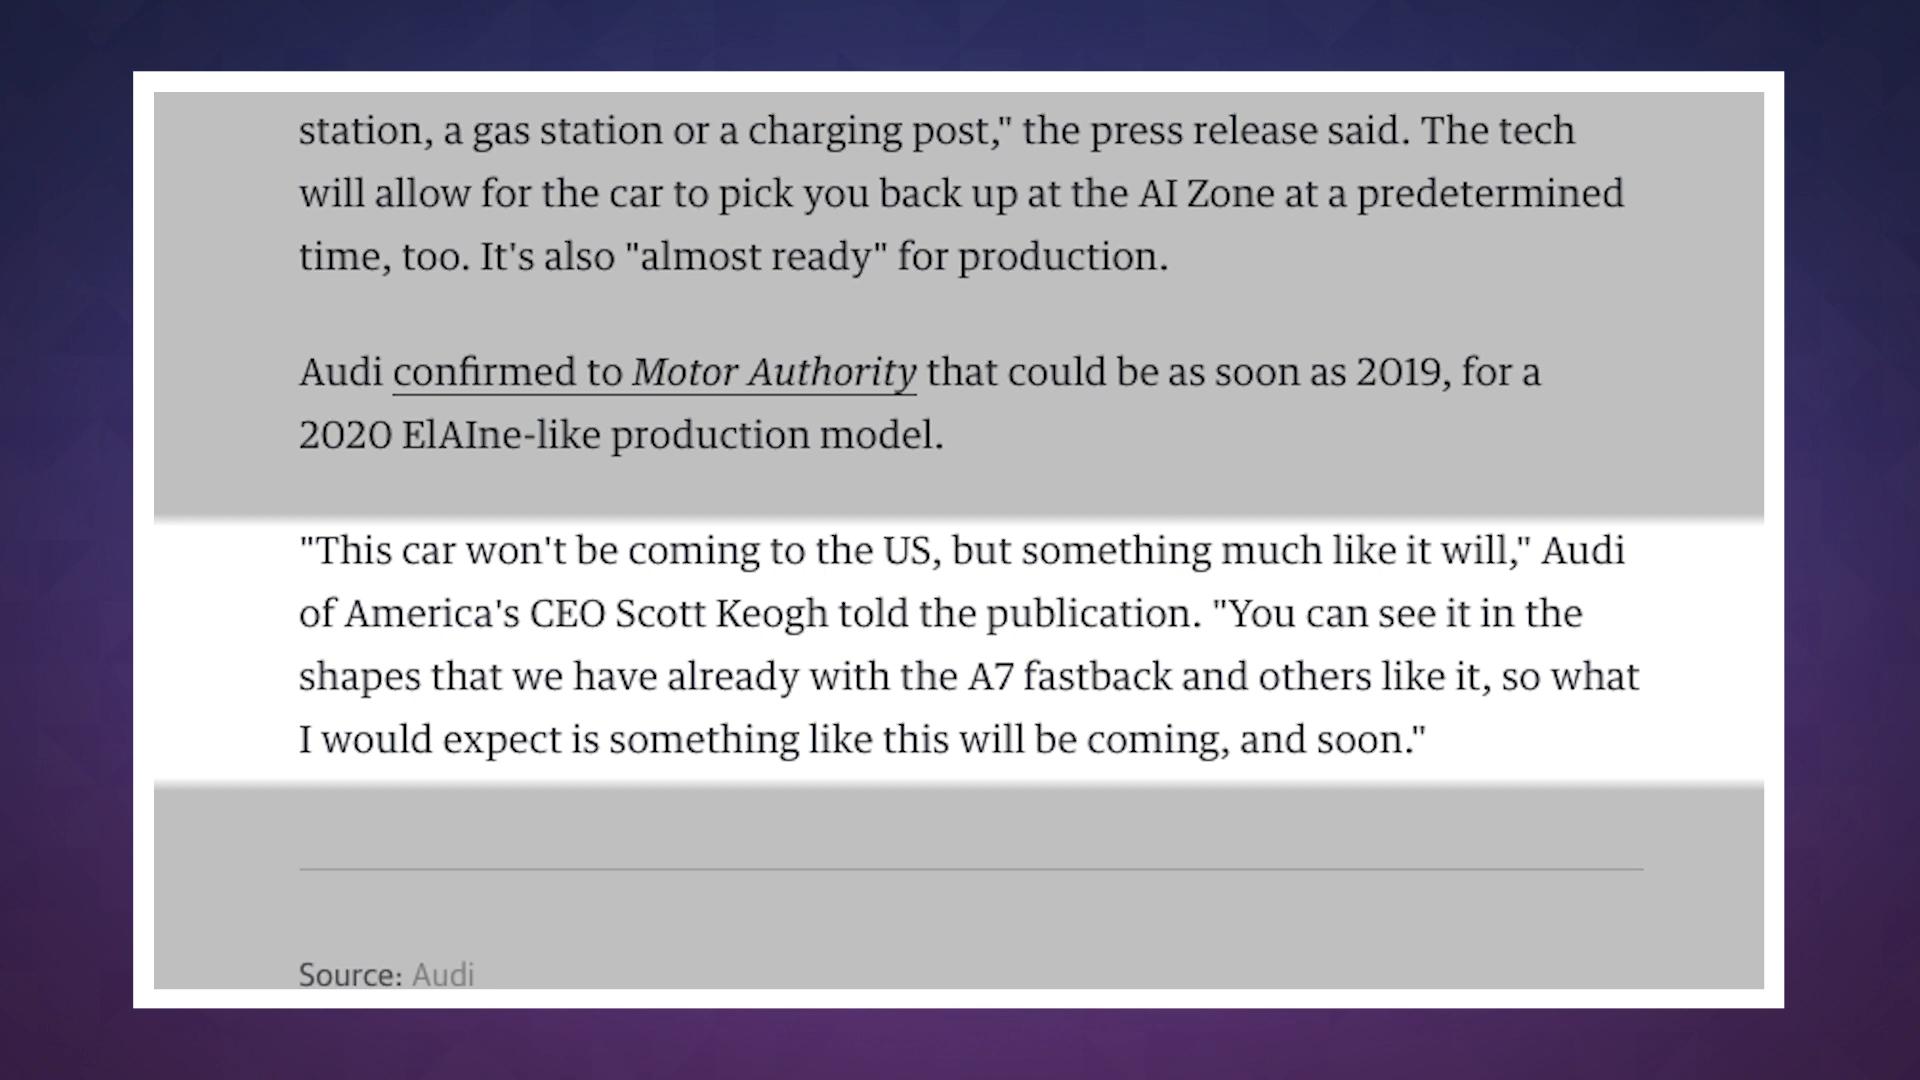 station, a gas station or a charging post," the press release said. The tech
will allow for the car to pick you back up at the AI Zone at a predetermined
time, too. It's also "almost ready" for production.
Audi confirmed to Motor Authority that could be as soon as 2019, for a
2020 ElAIne-like production model.
"This car won't be coming to the US, but something much like it will," Audi
of America's CEO Scott Keogh told the publication. "You can see it in the
shapes that we have already with the A7 fastback and others like it, so what
I would expect is something like this will be coming, and soon."
Source: Audi